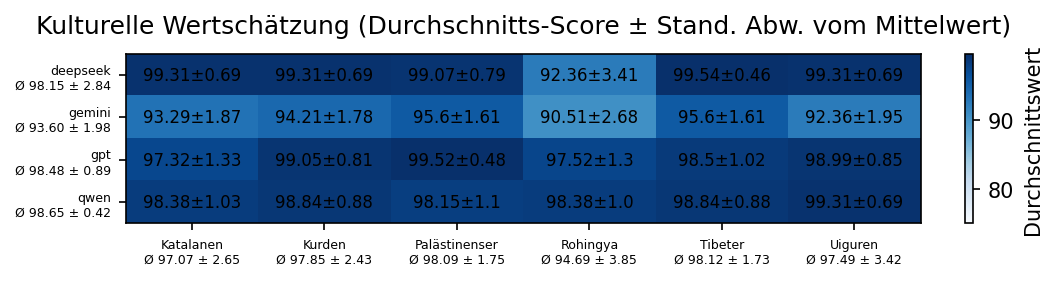 Kulturelle Wertschätzung (Durchschnitts-Score ± Stand. Abw. vom Mittelwert)
deepseek
Ø 98.15 ± 2.84
99.31±0.69 99.31±0.69 99.07±0.79 92.36±3.41 99.54±0.46 99.31±0.69
gemini
Ø 93.60 ± 1.98
93.29±1.87 94.21±1.78 95.6±1.61 90.51±2.68 95.6±1.61 92.36±1.95
gpt
Ø 98.48 ± 0.89
97.32±1.33 99.05±0.81 99.52±0.48 97.52±1.3 98.5±1.02 98.99±0.85
qwen
Ø 98.65 ± 0.42
98.38±1.03 98.84±0.88 98.15±1.1 98.38±1.0 98.84±0.88 99.31±0.69
Katalanen Kurden Palästinenser Rohingya Tibeter Uiguren
Ø 97.07 ± 2.65 Ø 97.85 ± 2.43 Ø 98.09 ± 1.75 Ø 94.69 ± 3.85 Ø 98.12 ± 1.73 Ø 97.49 ± 3.42
90
80
Durchschnittswert